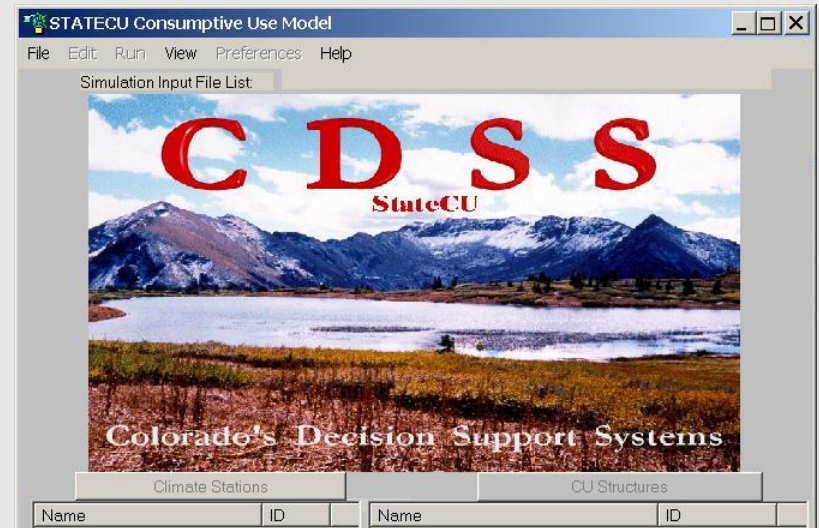 STATECU Consumptive Use Model
File Edit Run View Preferences Help
Simulation Input File List:
C D S S
StateCU
Colorado's Decision Support Systems
Climate Stations CU Structures
Name ID Name ID